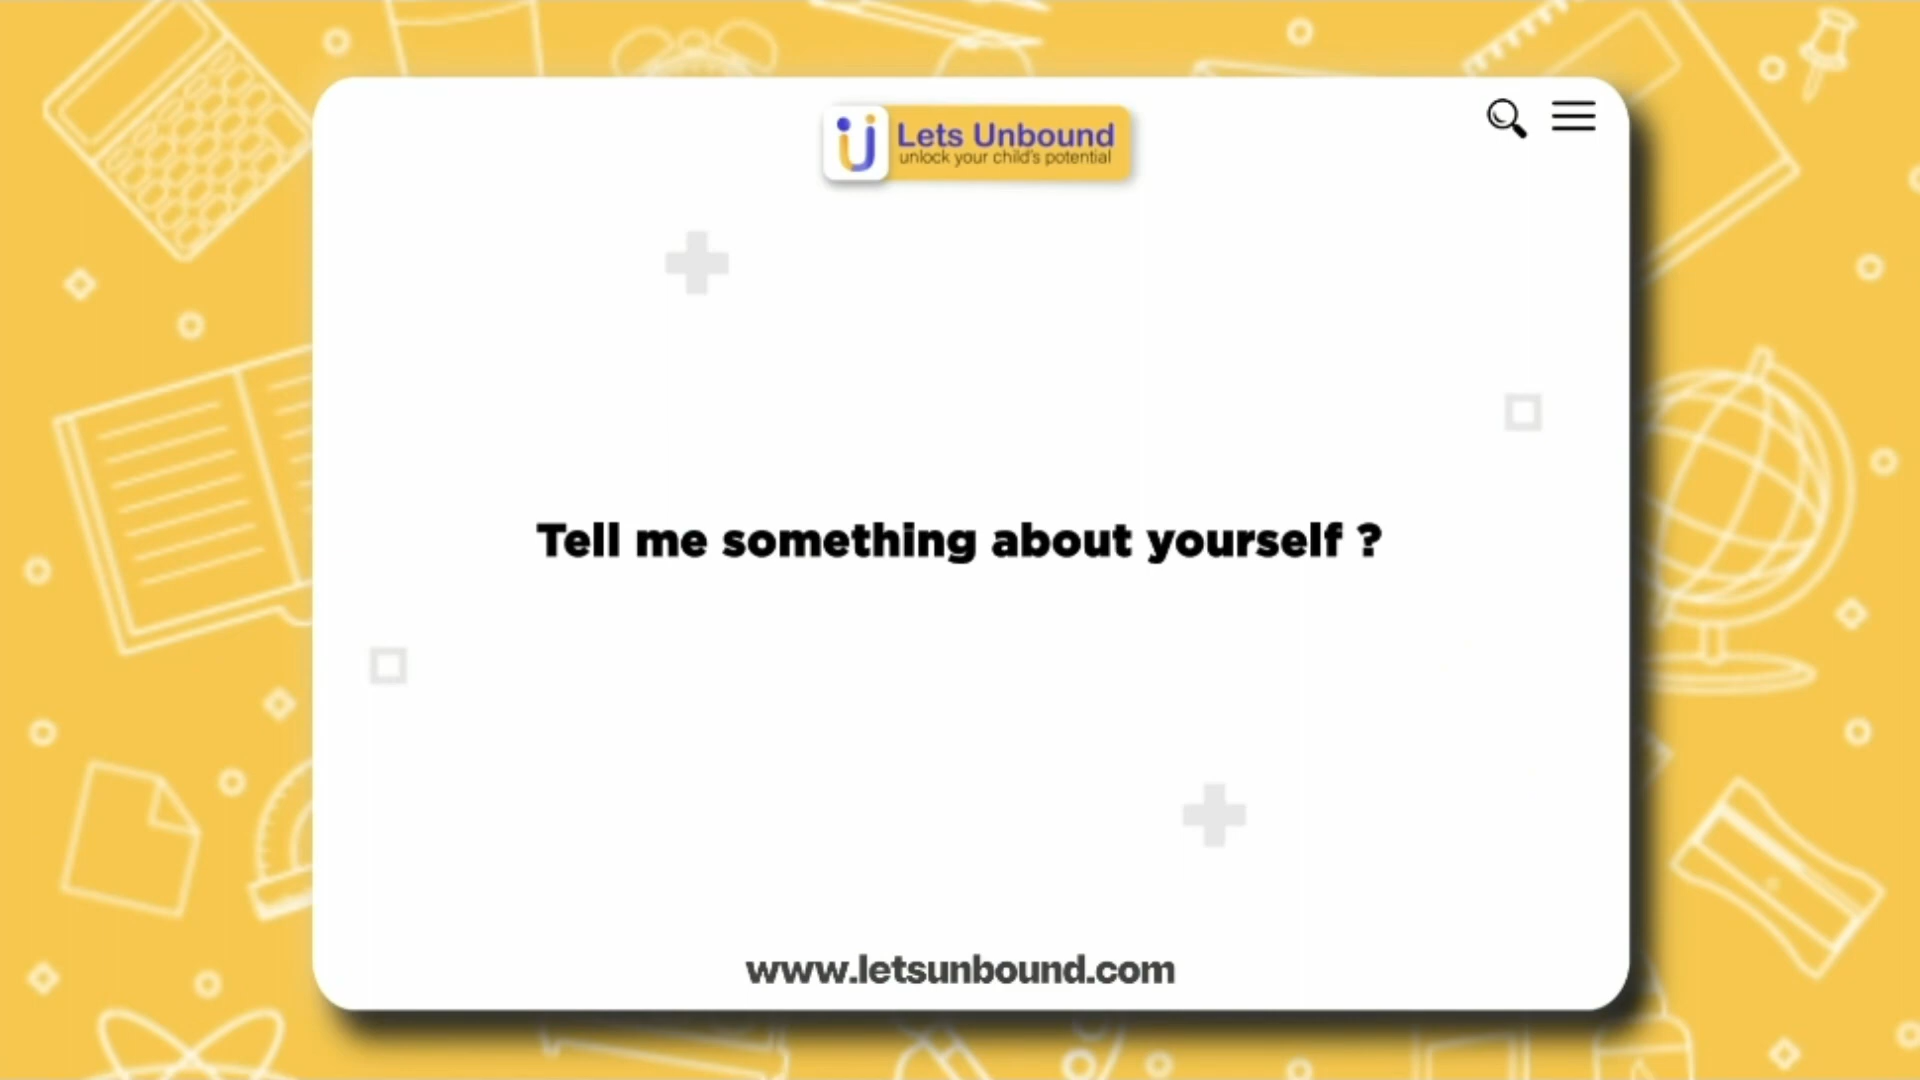 Lets Unbound
unlock your child's potential
Tell me something about yourself ?
www.letsunbound.com